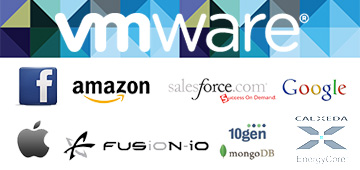 vmware®
f amazon salesforce.com Google
Success On Demand
FUSiON-iO 10gen CALXEDA
mongoDB EnergyCore